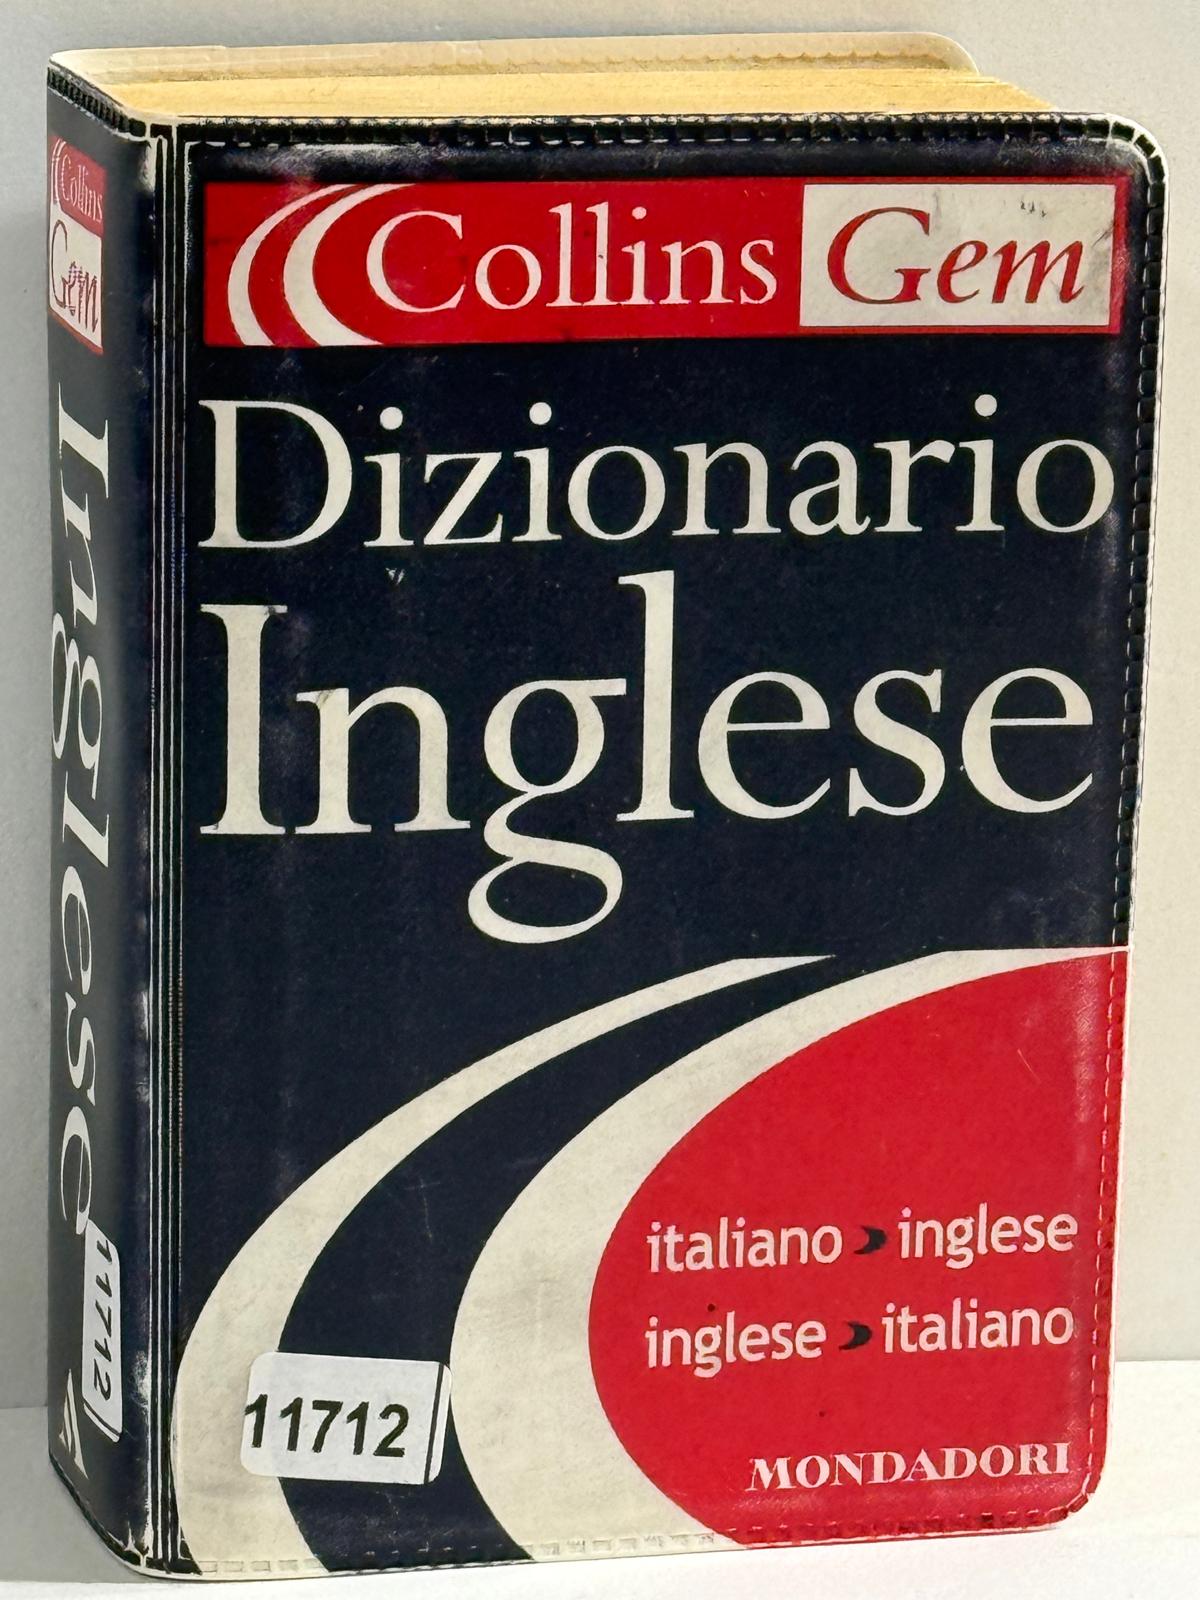 Collins Gem
Dizionario
Inglese
italiano › inglese
inglese › italiano
MONDADORI
11712
Collins
Gem
Inglese
11712